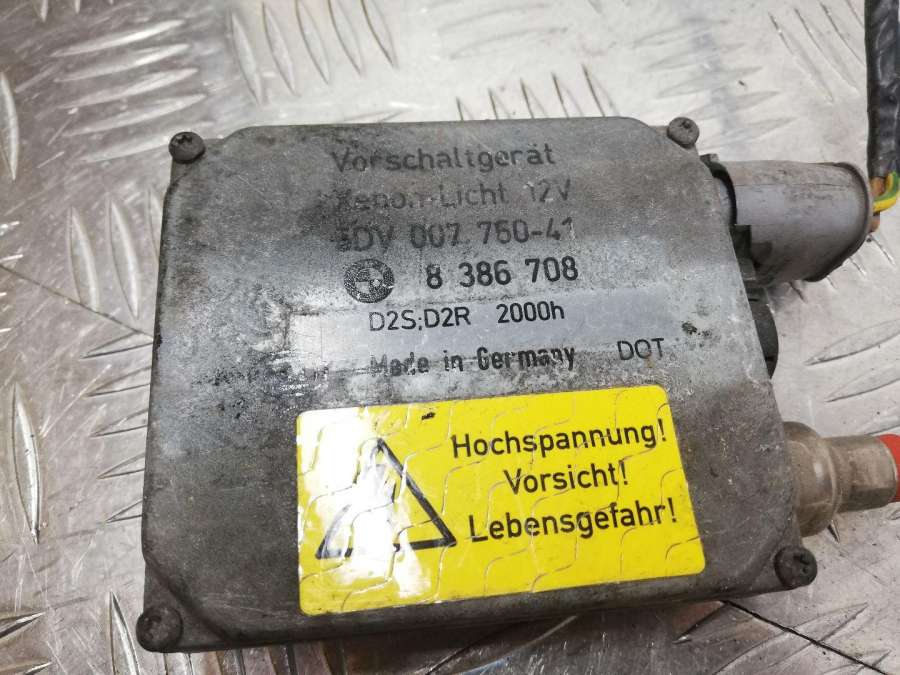 Vorschaltgerät
Xenon-Licht 12V
5DV 007 760-41
8 386 708
D2S;D2R 2000h
Made in Germany DOT
Hochspannung!
Vorsicht!
Lebensgefahr!